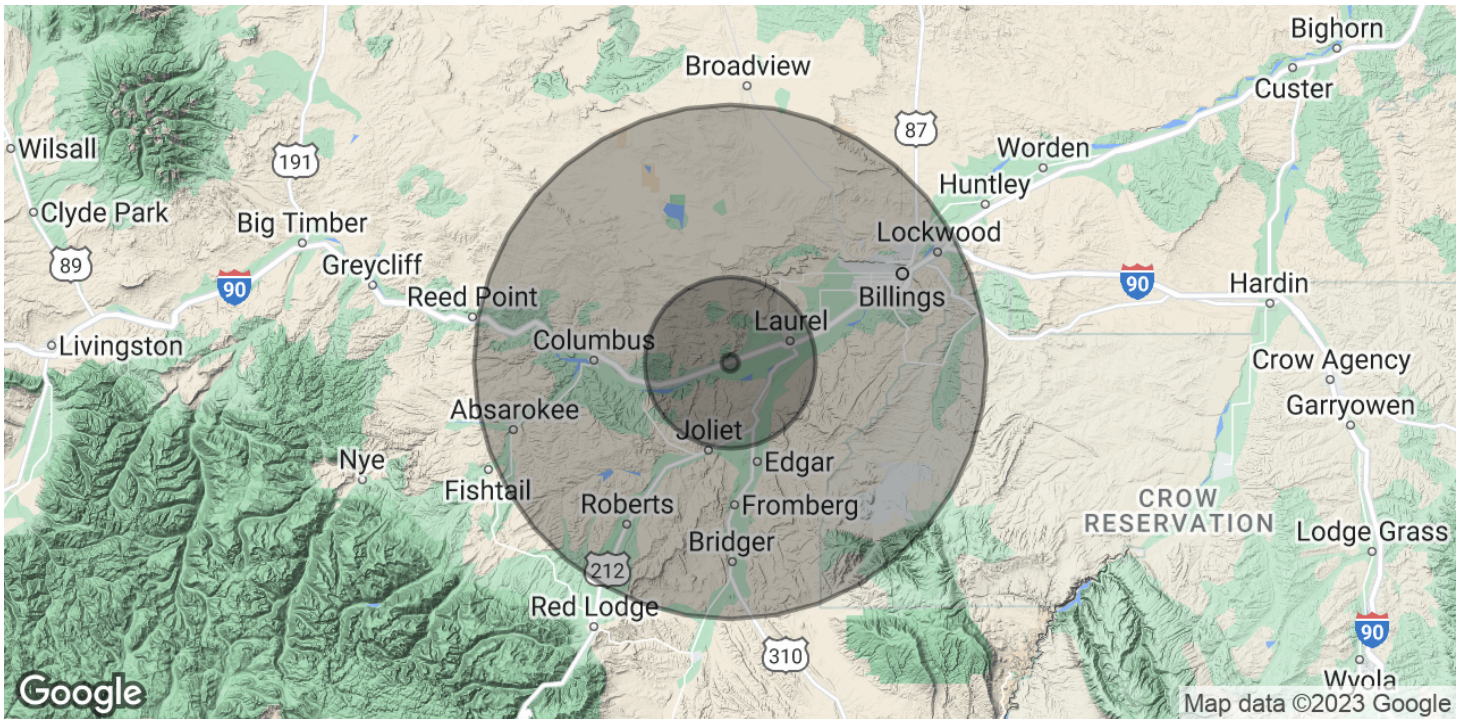 Bighorn
Broadview
Custer
87
Wilsall
191
Worden
Huntley
Clyde Park
Big Timber
Lockwood
89
Greycliff
90
90
Hardin
Reed Point
Billings
Laurel
Columbus
Livingston
Crow Agency
Absarokee
Garryowen
Joliet
Nye
Edgar
Fishtail
Roberts
Fromberg
CROW
RESERVATION
Lodge Grass
Bridger
212
Red Lodge
90
310
Wyola
Google
Map data ©2023 Google